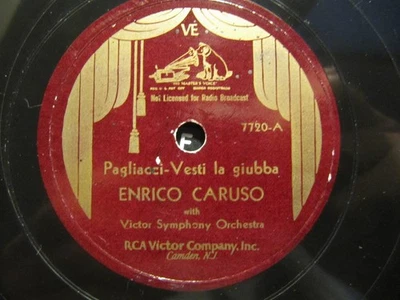 VE
"HIS MASTER'S VOICE"
Not Licensed for Radio Broadcast
7720-A
F
Pagliacci-Vesti la giubba
ENRICO CARUSO
with
Victor Symphony Orchestra
RCA Victor Company, Inc.
Camden, N.J.